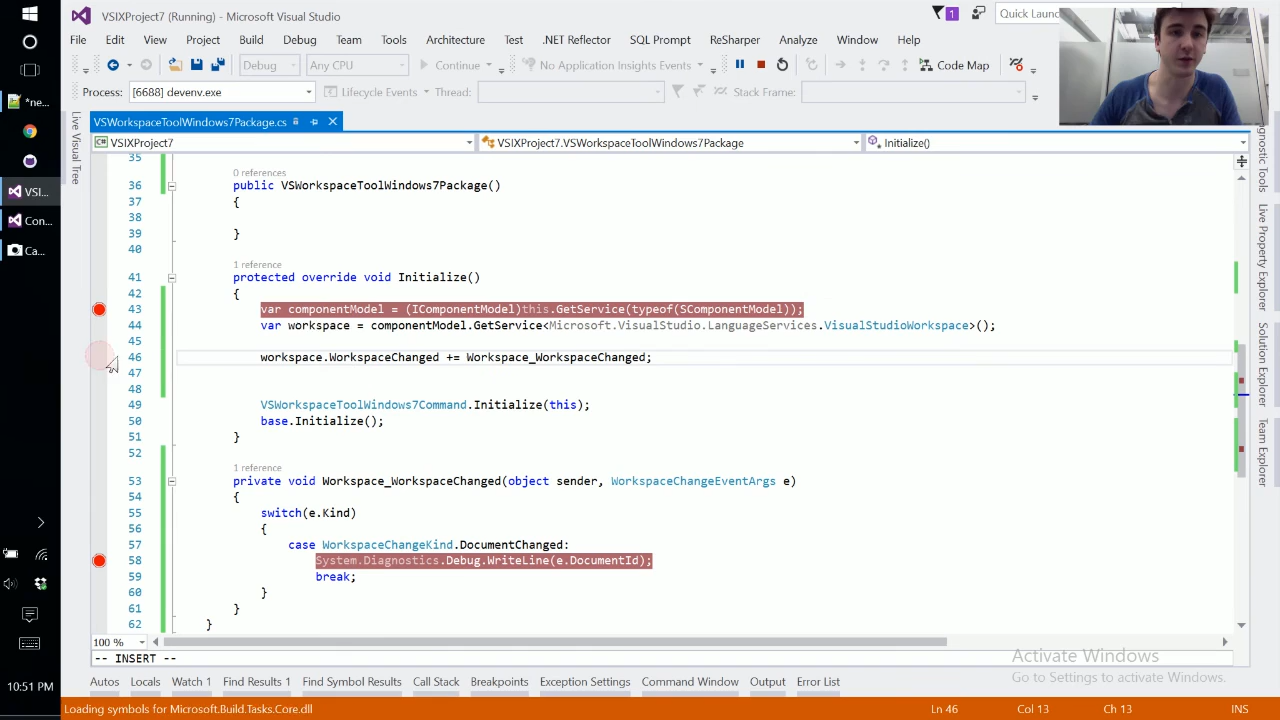 VSIXProject7 (Running) - Microsoft Visual Studio
1
Quick Launc
File Edit View Project Build Debug Team Tools Test .NET Reflector SQL Prompt ReSharper Analyze Window Help
Debug Any CPU Continue No Application Insights Events Code Map
Process: [6688] devenv.exe Lifecycle Events Thread: Stack Frame:
VSWorkspaceToolWindows7Package.cs
VSIXProject7 VSIXProject7.VSWorkspaceToolWindows7Package Initialize()
35
0 references
36 public VSWorkspaceToolWindows7Package()
37 {
38
39 }
40
1 reference
41 protected override void Initialize()
42 {
43 var componentModel = (IComponentModel)this.GetService(typeof(SComponentModel));
44 var workspace = componentModel.GetService<Microsoft.VisualStudio.LanguageServices.VisualStudioWorkspace>();
45
46 workspace.WorkspaceChanged += Workspace_WorkspaceChanged;
47
48
49 VSWorkspaceToolWindows7Command.Initialize(this);
50 base.Initialize();
51 }
52
1 reference
53 private void Workspace_WorkspaceChanged(object sender, WorkspaceChangeEventArgs e)
54 {
55 switch(e.Kind)
56 {
57 case WorkspaceChangeKind.DocumentChanged:
58 System.Diagnostics.Debug.WriteLine(e.DocumentId);
59 break;
60 }
61 }
62 }
100 %
-- INSERT --
Activate Windows
Go to Settings to activate Windows.
Autos Locals Watch 1 Find Results 1 Find Symbol Results Call Stack Breakpoints Exception Settings Command Window Output Error List
Loading symbols for Microsoft.Build.Tasks.Core.dll Ln 46 Col 13 Ch 13 INS
Live Visual Tree
Diagnostic Tools
Live Property Explorer
Solution Explorer
Team Explorer
*ne...
VSI...
Con...
Ca...
10:51 PM